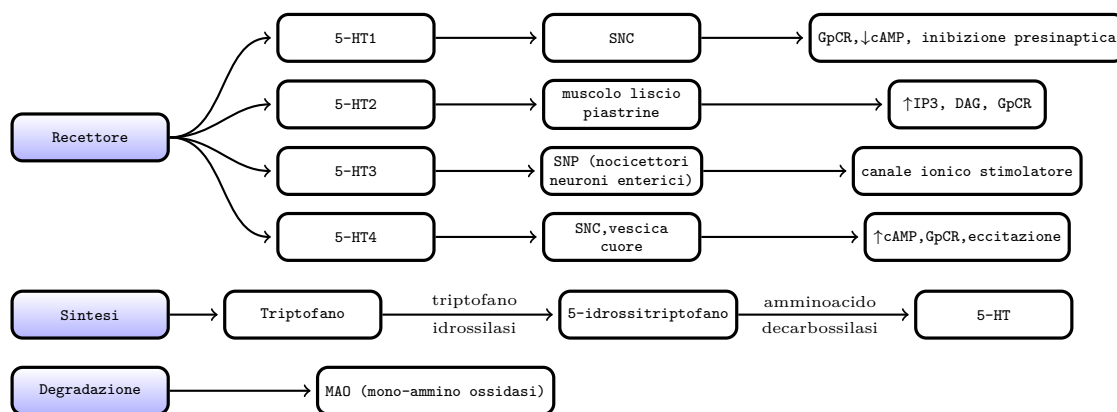 5-HT1
SNC
GpCR,↓cAMP, inibizione presinaptica
5-HT2
muscolo liscio
piastrine
↑IP3, DAG, GpCR
Recettore
5-HT3
SNP (nocicettori
neuroni enterici)
canale ionico stimolatore
5-HT4
SNC,vescica
cuore
↑cAMP,GpCR,eccitazione
Sintesi
Triptofano
triptofano
idrossilasi
5-idrossitriptofano
amminoacido
decarbossilasi
5-HT
Degradazione
MAO (mono-ammino ossidasi)